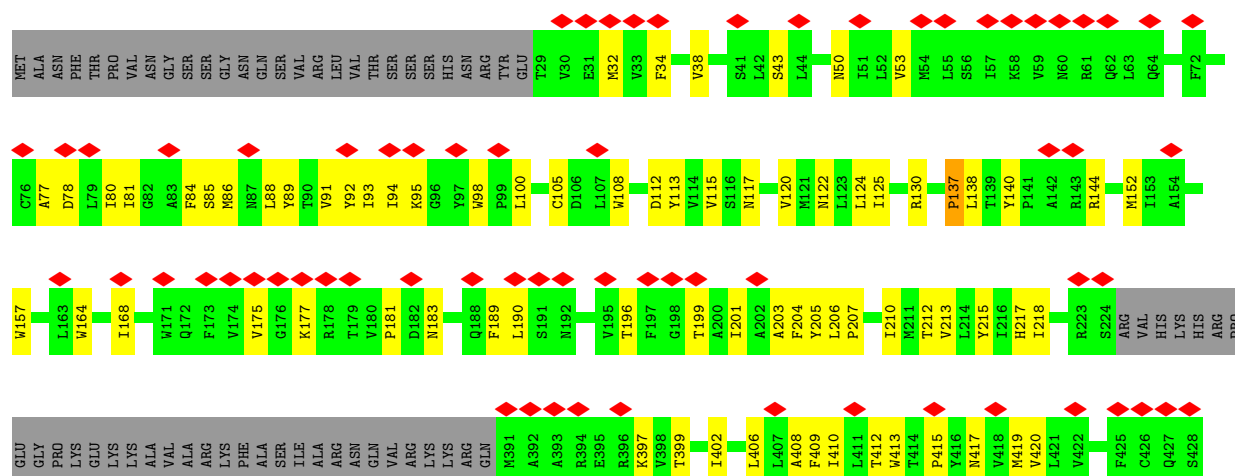 MET ALA ASN PHE THR PRO VAL ASN GLY SER SER GLY ASN GLN SER VAL ARG LEU VAL THR SER SER SER HIS ASN ARG TYR GLU T29 V30 E31 M32 V33 F34 V38 S41 L42 S43 L44 N50 I51 L52 V53 M54 L55 S56 I57 K58 V59 N60 R61 Q62 L63 Q64 F72
C76 A77 D78 L79 I80 I81 G82 A83 F84 S85 M86 N87 L88 Y89 T90 V91 Y92 I93 I94 K95 G96 Y97 W98 P99 L100 C105 D106 L107 W108 D112 Y113 V114 V115 S116 N117 V120 M121 N122 L123 L124 I125 R130 P137 L138 T139 Y140 P141 A142 R143 R144 M152 I153 A154
W157 L163 W164 I168 W171 Q172 F173 V174 V175 G176 K177 R178 T179 V180 P181 D182 N183 Q188 F189 L190 S191 N192 V195 T196 F197 G198 T199 A200 I201 A202 A203 F204 Y205 L206 P207 I210 M211 T212 V213 L214 Y215 I216 H217 I218 R223 S224 ARG VAL HIS LYS HIS ARG PRO
GLU GLY PRO LYS GLU LYS LYS ALA VAL ALA ARG LYS PHE ALA SER ILE ALA ARG ASN GLN VAL ARG LYS LYS ARG GLN M391 A392 A393 R394 E395 R396 K397 V398 T399 I402 L406 L407 A408 F409 I410 L411 T412 W413 T414 P415 Y416 N417 V418 M419 V420 L421 V422 F425 C426 Q427 S428